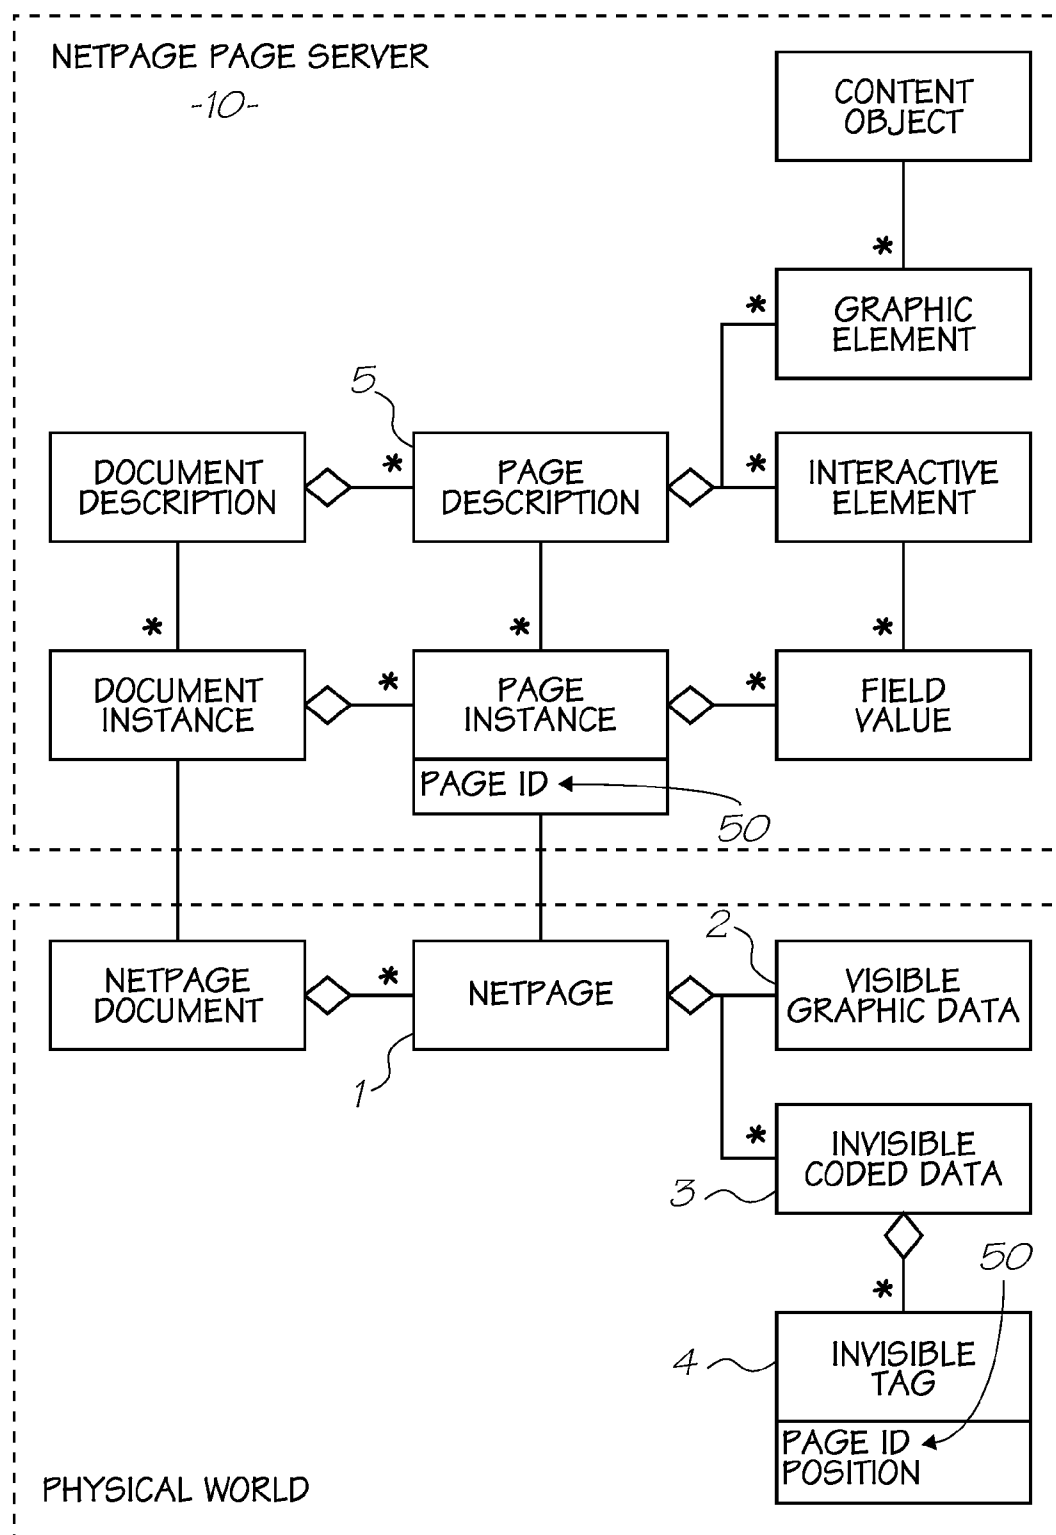 NETPAGE PAGE SERVER
-10-
CONTENT
OBJECT
*
GRAPHIC
ELEMENT
*
5
DOCUMENT
DESCRIPTION
*
PAGE
DESCRIPTION
*
INTERACTIVE
ELEMENT
*
*
*
DOCUMENT
INSTANCE
*
PAGE
INSTANCE
*
FIELD
VALUE
PAGE ID
50
2
NETPAGE
DOCUMENT
*
NETPAGE
VISIBLE
GRAPHIC DATA
1
*
INVISIBLE
CODED DATA
3
50
*
4
INVISIBLE
TAG
PAGE ID
POSITION
PHYSICAL WORLD